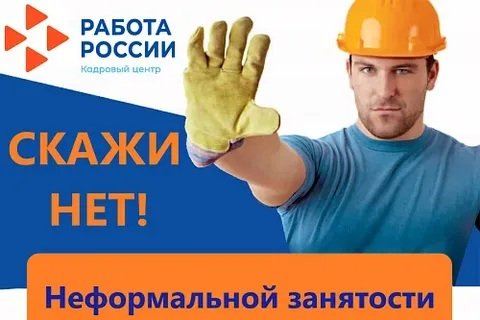 РАБОТА
РОССИИ
Кадровый центр
СКАЖИ
НЕТ!
Неформальной занятости